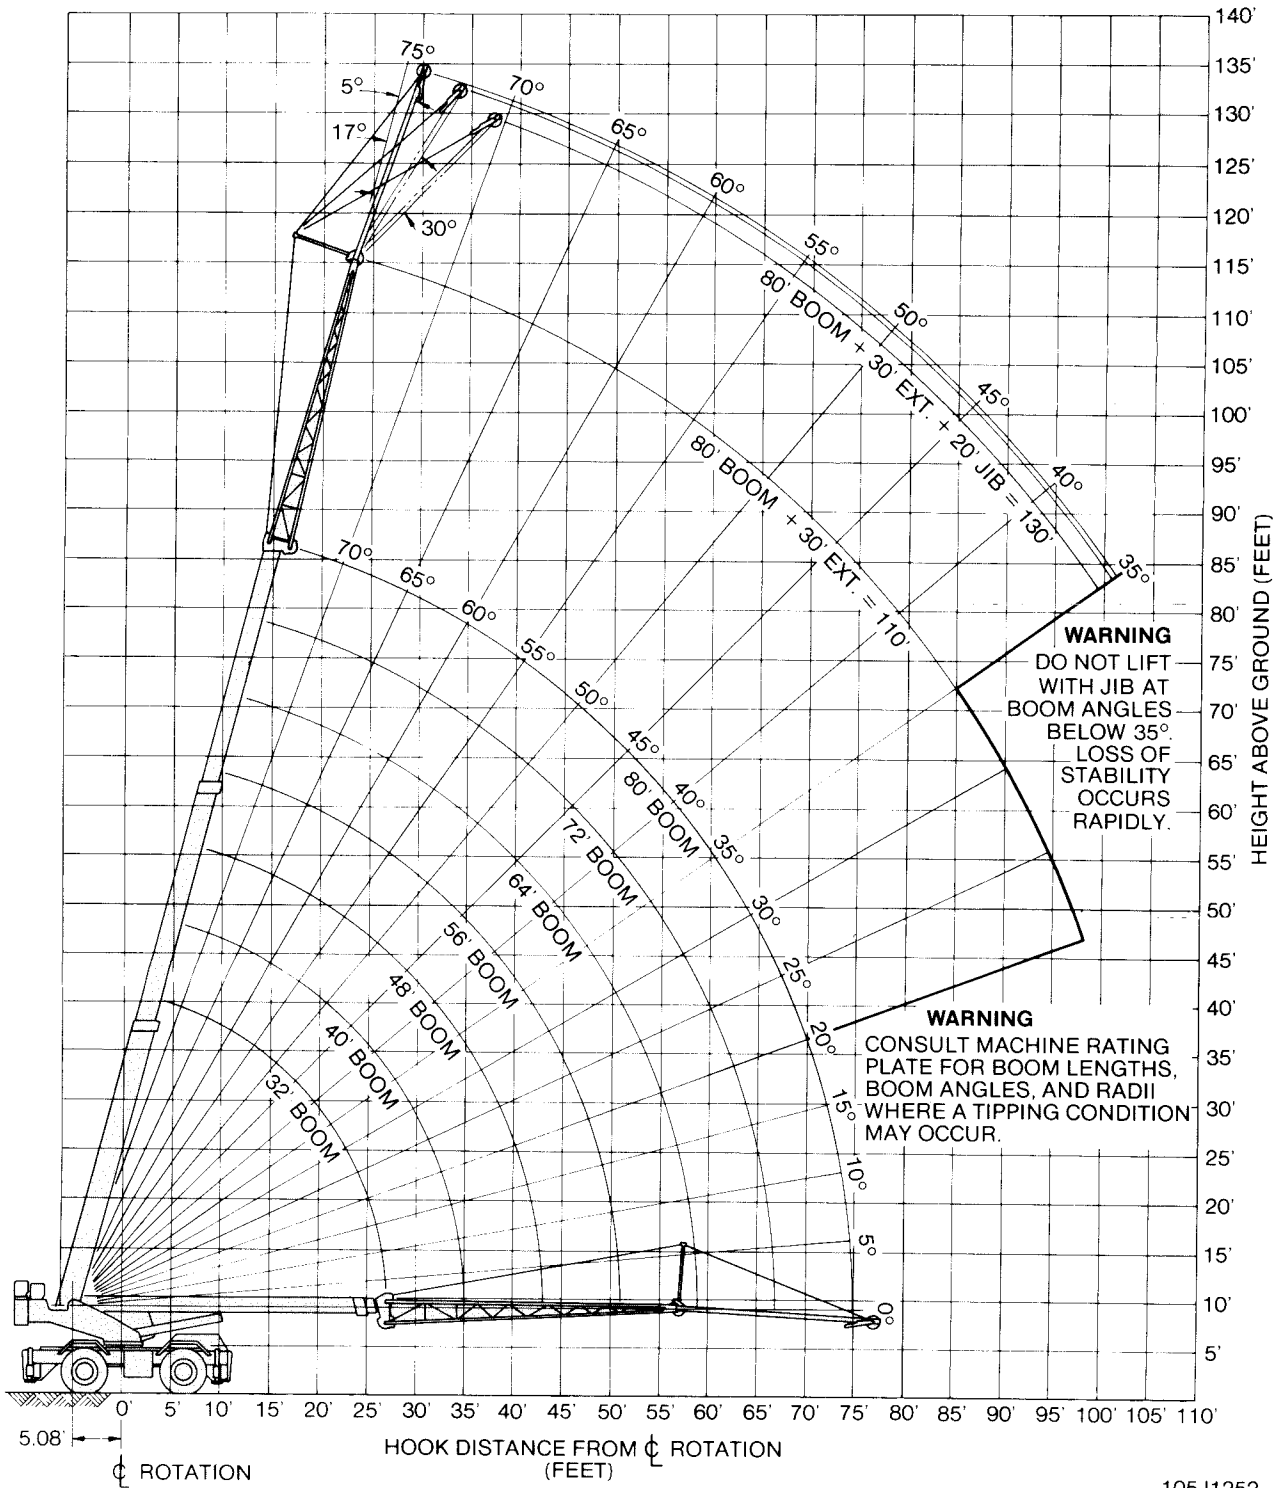 140'
135'
130'
125'
120'
115'
110'
105'
100'
95'
90'
85'
80'
75'
70'
65'
60'
55'
50'
45'
40'
35'
30'
25'
20'
15'
10'
5'
HEIGHT ABOVE GROUND (FEET)
75°
5°
17°
30°
70°
65°
60°
55°
50°
45°
40°
35°
80' BOOM + 30' EXT. + 20' JIB = 130'
80' BOOM + 30' EXT. = 110'
WARNING
DO NOT LIFT
WITH JIB AT
BOOM ANGLES
BELOW 35°.
LOSS OF
STABILITY
OCCURS
RAPIDLY.
70°
65°
60°
55°
50°
45°
40°
35°
30°
25°
20°
15°
10°
5°
0°
80' BOOM
72' BOOM
64' BOOM
56' BOOM
48' BOOM
40' BOOM
32' BOOM
WARNING
CONSULT MACHINE RATING
PLATE FOR BOOM LENGTHS,
BOOM ANGLES, AND RADII
WHERE A TIPPING CONDITION
MAY OCCUR.
0' 5' 10' 15' 20' 25' 30' 35' 40' 45' 50' 55' 60' 65' 70' 75' 80' 85' 90' 95' 100' 105' 110'
5.08'
℄ ROTATION
HOOK DISTANCE FROM ℄ ROTATION
(FEET)